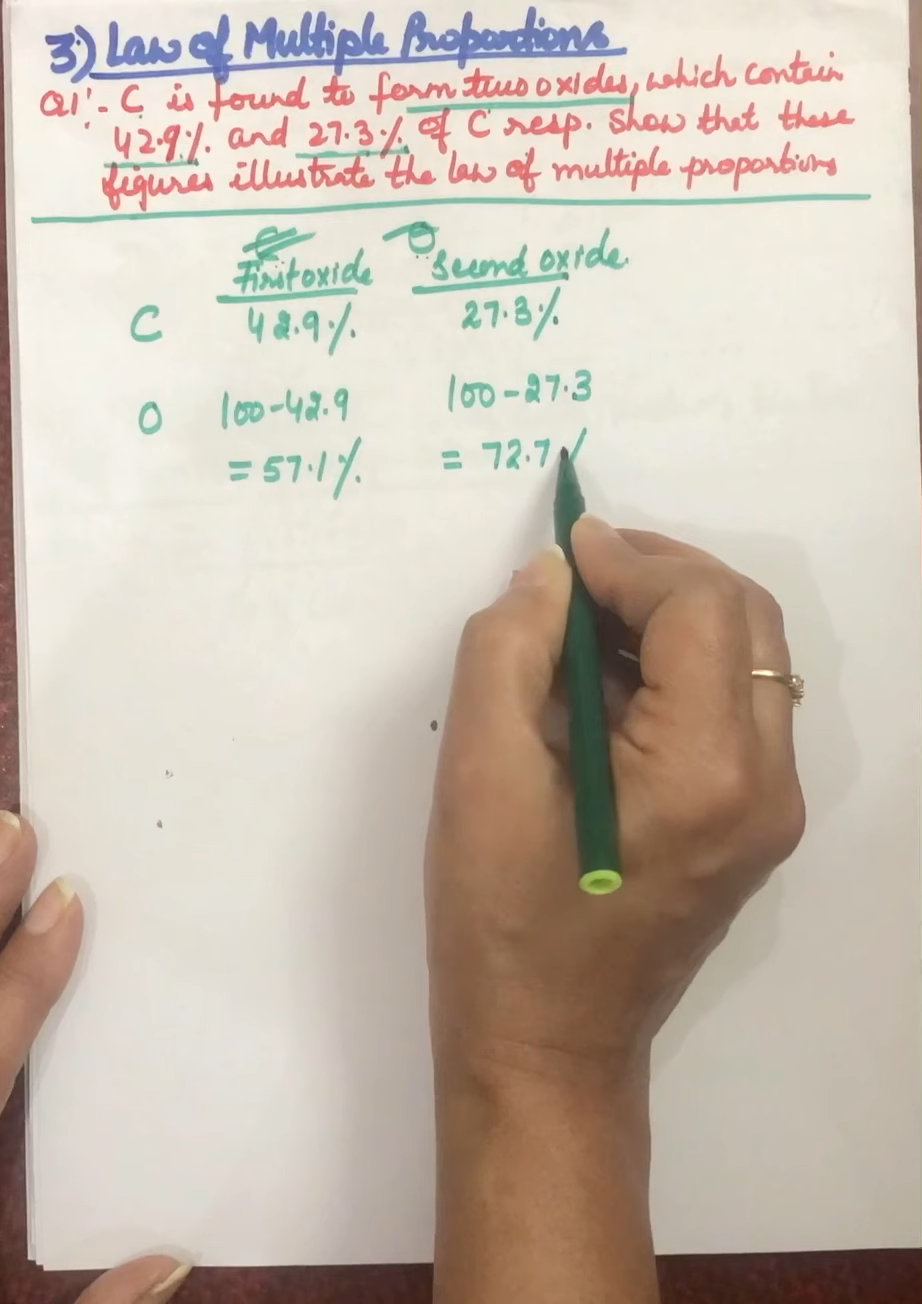 3) Law of Multiple Proportions
Q1'- C is found to form two oxides, which contain
42.9%. and 27.3% of C resp. Show that these
figures illustrate the law of multiple proportions
First oxide Second oxide.
C 42.9% 27.3%
O 100-42.9 100-27.3
= 57.1% = 72.7%